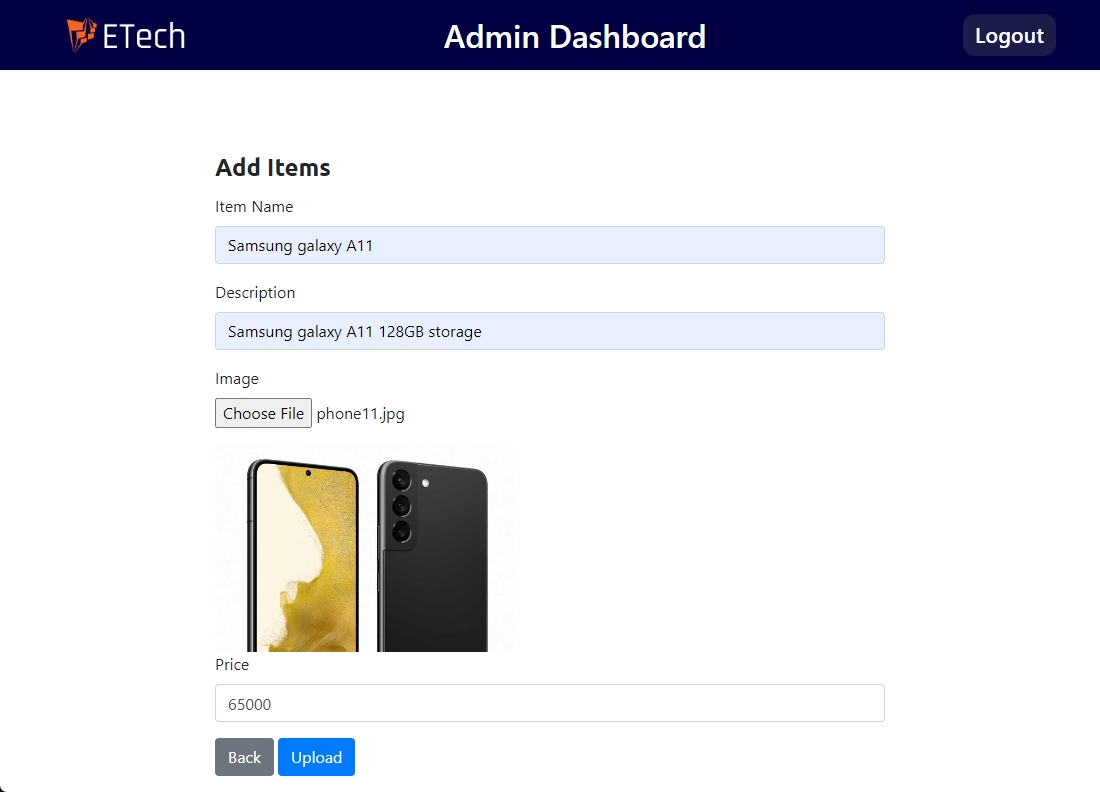 ETech
Admin Dashboard
Logout
Add Items
Item Name
Samsung galaxy A11
Description
Samsung galaxy A11 128GB storage
Image
Choose File phone11.jpg
Price
65000
Back Upload